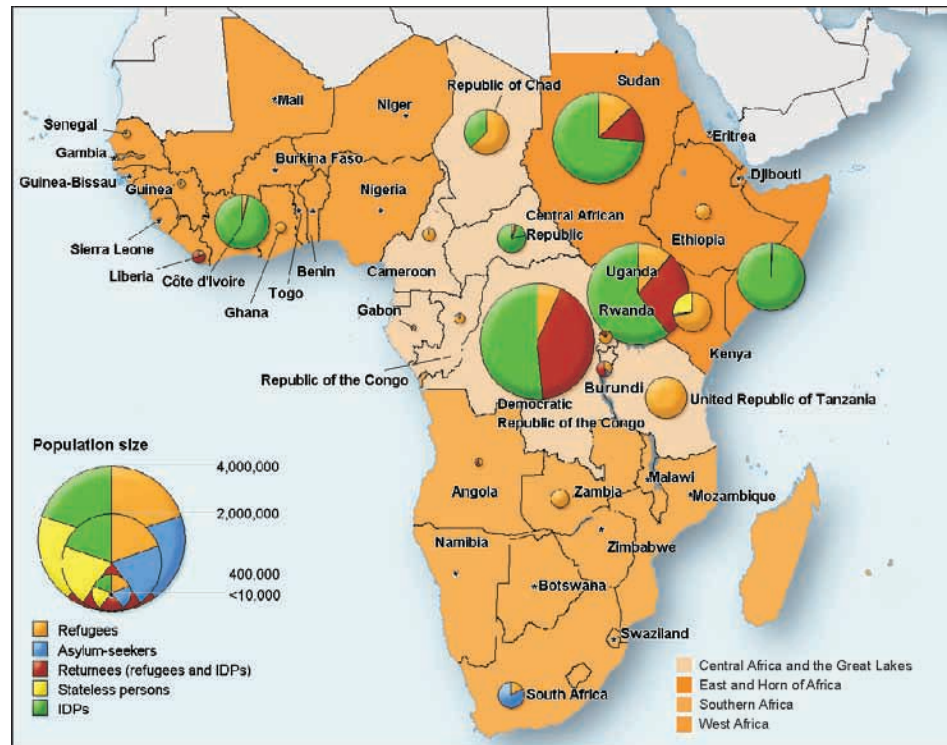 Republic of Chad
Sudan
Mali
Niger
Senegal
Eritrea
Gambia
Burkina Faso
Djibouti
Guinea-Bissau
Guinea
Nigeria
Central African
Republic
Ethiopia
Sierra Leone
Liberia
Côte d'Ivoire
Benin
Togo
Ghana
Cameroon
Uganda
Gabon
Rwanda
Kenya
Republic of the Congo
Burundi
United Republic of Tanzania
Democratic
Republic of the Congo
Population size
4,000,000
2,000,000
400,000
<10,000
Angola
Zambia
Malawi
Mozambique
Namibia
Zimbabwe
Botswana
Swaziland
South Africa
Refugees
Asylum-seekers
Returnees (refugees and IDPs)
Stateless persons
IDPs
Central Africa and the Great Lakes
East and Horn of Africa
Southern Africa
West Africa